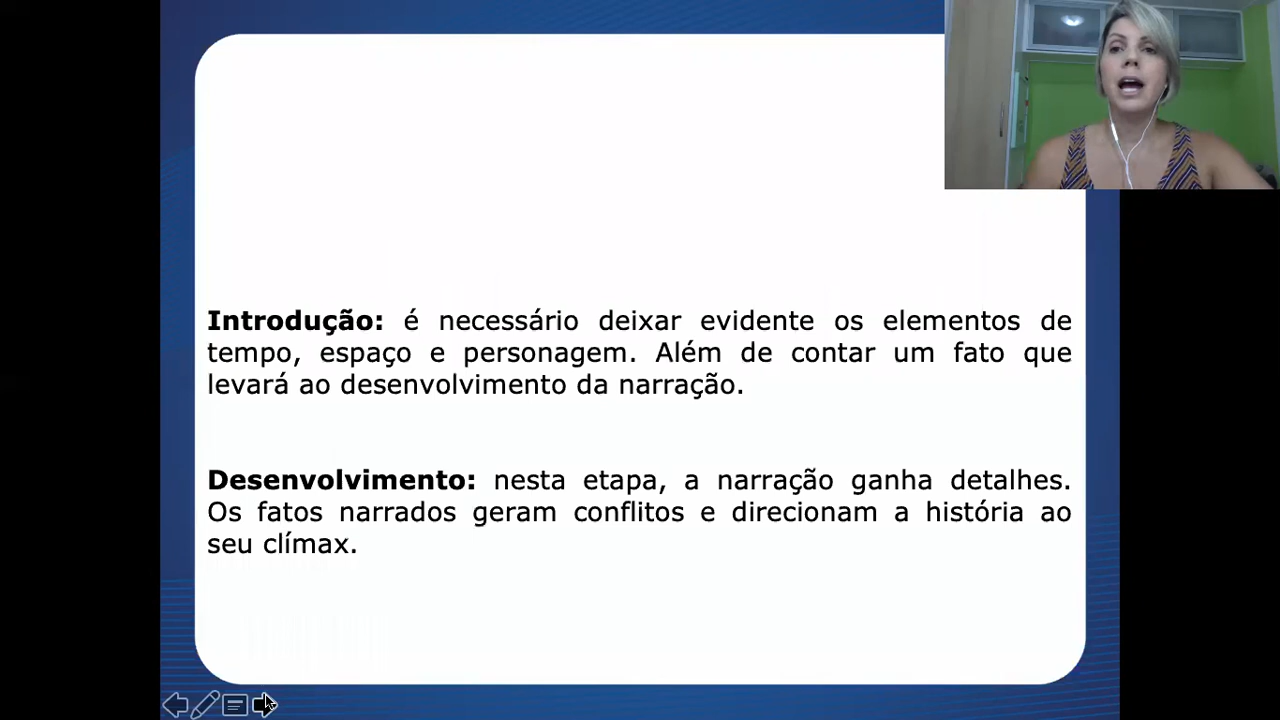 Introdução: é necessário deixar evidente os elementos de
tempo, espaço e personagem. Além de contar um fato que
levará ao desenvolvimento da narração.
Desenvolvimento: nesta etapa, a narração ganha detalhes.
Os fatos narrados geram conflitos e direcionam a história ao
seu clímax.